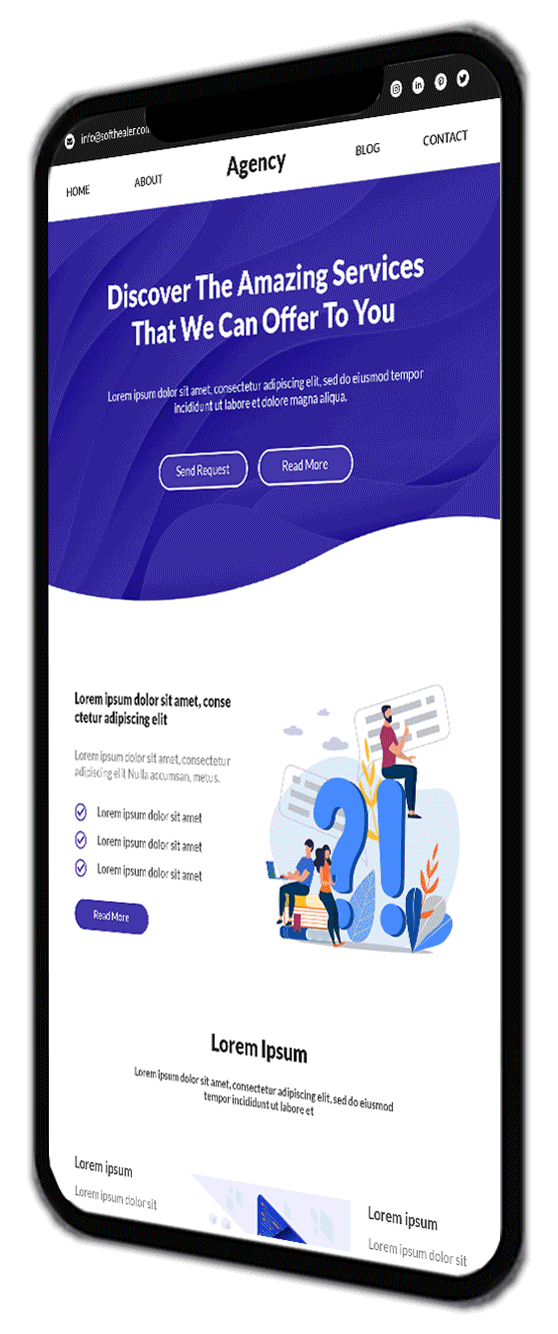 info@softhealer.com
HOME ABOUT Agency BLOG CONTACT
Discover The Amazing Services
That We Can Offer To You
Lorem ipsum dolor sit amet, consectetur adipiscing elit, sed do eiusmod tempor
incididunt ut labore et dolore magna aliqua.
Send Request Read More
Lorem ipsum dolor sit amet, conse
ctetur adipiscing elit
Lorem ipsum dolor sit amet, consectetur
adipiscing elit Nulla accumsan, metus.
Lorem ipsum dolor sit amet
Lorem ipsum dolor sit amet
Lorem ipsum dolor sit amet
Read More
?!
Lorem Ipsum
Lorem ipsum dolor sit amet, consectetur adipiscing elit, sed do eiusmod
tempor incididunt ut labore et
Lorem ipsum
Lorem ipsum dolor sit
Lorem ipsum
Lorem ipsum dolor sit